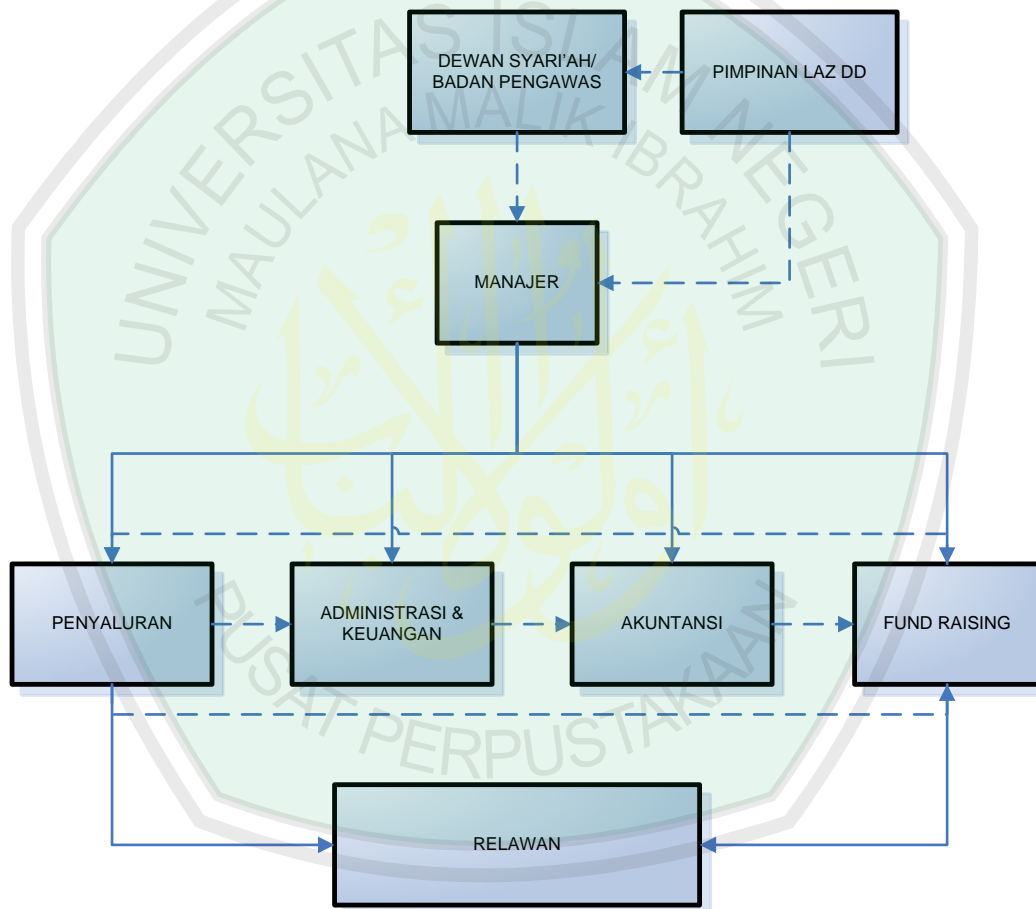 DEWAN SYARI'AH/
BADAN PENGAWAS
PIMPINAN LAZ DD
MANAJER
PENYALURAN
ADMINISTRASI &
KEUANGAN
AKUNTANSI
FUND RAISING
RELAWAN
UNIVERSITAS ISLAM NEGERI
MAULANA MALIK IBRAHIM
PUSAT PERPUSTAKAAN